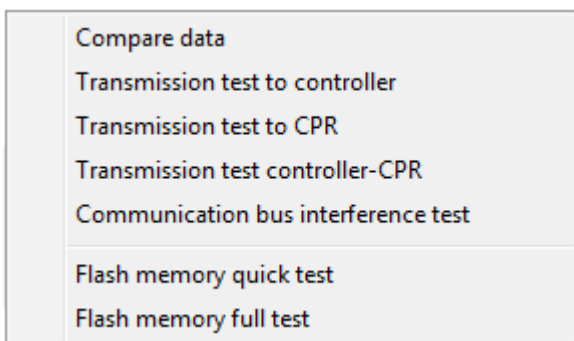 Compare data
Transmission test to controller
Transmission test to CPR
Transmission test controller-CPR
Communication bus interference test
Flash memory quick test
Flash memory full test